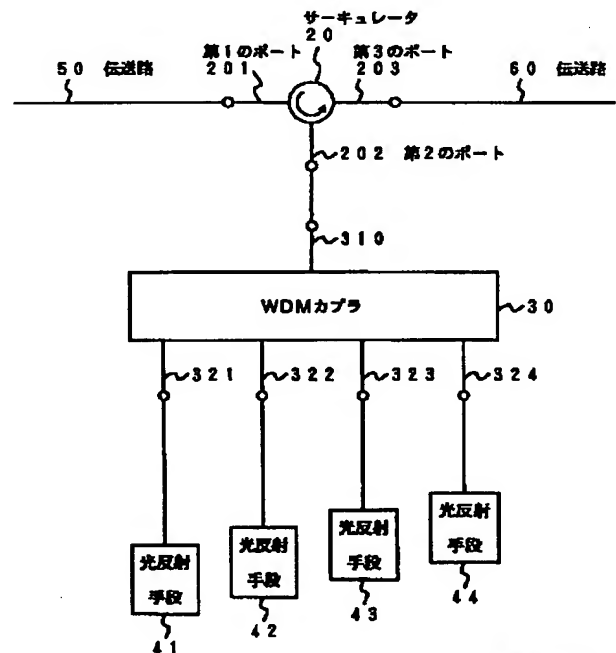 サーキュレータ
20
第1のポート
第3のポート
50 伝送路
201
203
60 伝送路
202 第2のポート
310
WDMカプラ
30
321
322
323
324
光反射
手段
光反射
手段
光反射
手段
光反射
手段
41
42
43
44